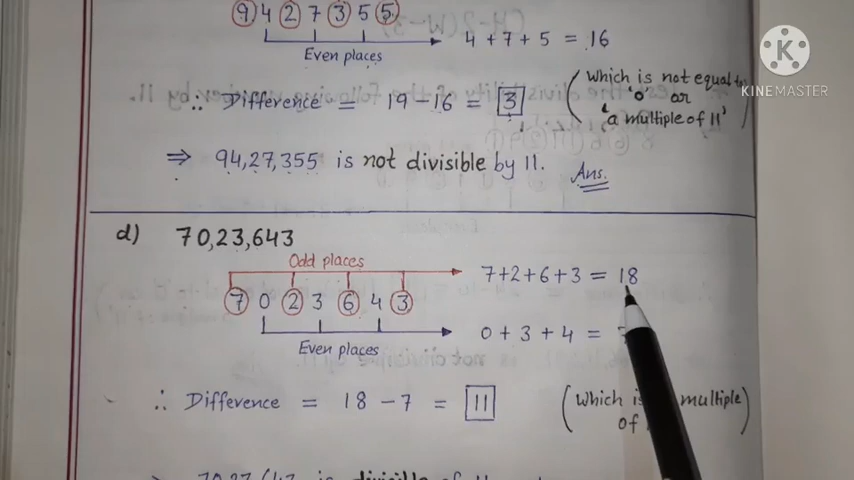 9 4 2 7 3 5 5
Even places
4 + 7 + 5 = 16
KINEMASTER
∴ Difference = 19 - 16 = 3
(Which is not equal to
'0' or
'a multiple of 11')
⇒ 94,27,355 is not divisible by 11.
Ans.
d) 70,23,643
Odd places
7+2+6+3 = 18
7 0 2 3 6 4 3
Even places
0 + 3 + 4 =
∴ Difference = 18 - 7 = 11
(Which is multiple
of )
is divisible